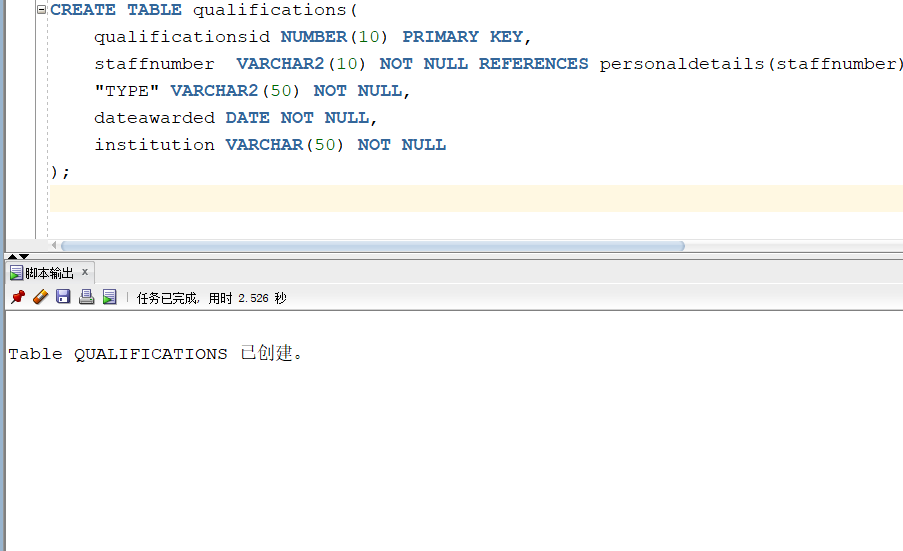 CREATE TABLE qualifications(
qualificationsid NUMBER(10) PRIMARY KEY,
staffnumber  VARCHAR2(10) NOT NULL REFERENCES personaldetails(staffnumber)
"TYPE" VARCHAR2(50) NOT NULL,
dateawarded DATE NOT NULL,
institution VARCHAR(50) NOT NULL
);
脚本输出 x
任务已完成, 用时 2.526 秒
Table QUALIFICATIONS 已创建。